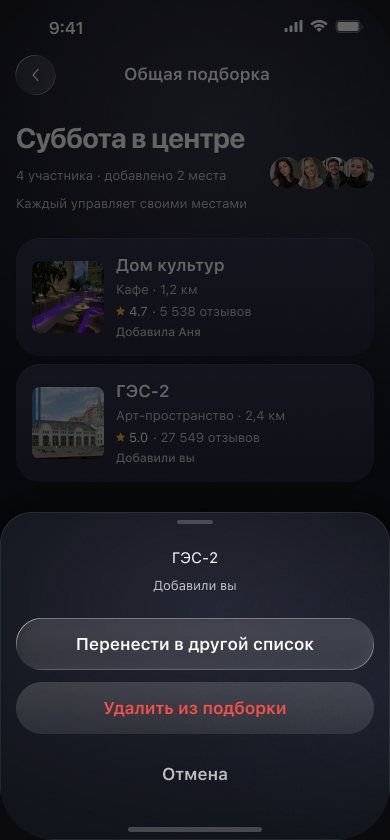 9:41
Общая подборка
Суббота в центре
4 участника · добавлено 2 места
Каждый управляет своими местами
Дом культур
Кафе · 1,2 км
4.7 · 5 538 отзывов
Добавила Аня
ГЭС-2
Арт-пространство · 2,4 км
5.0 · 27 549 отзывов
Добавили вы
ГЭС-2
Добавили вы
Перенести в другой список
Удалить из подборки
Отмена